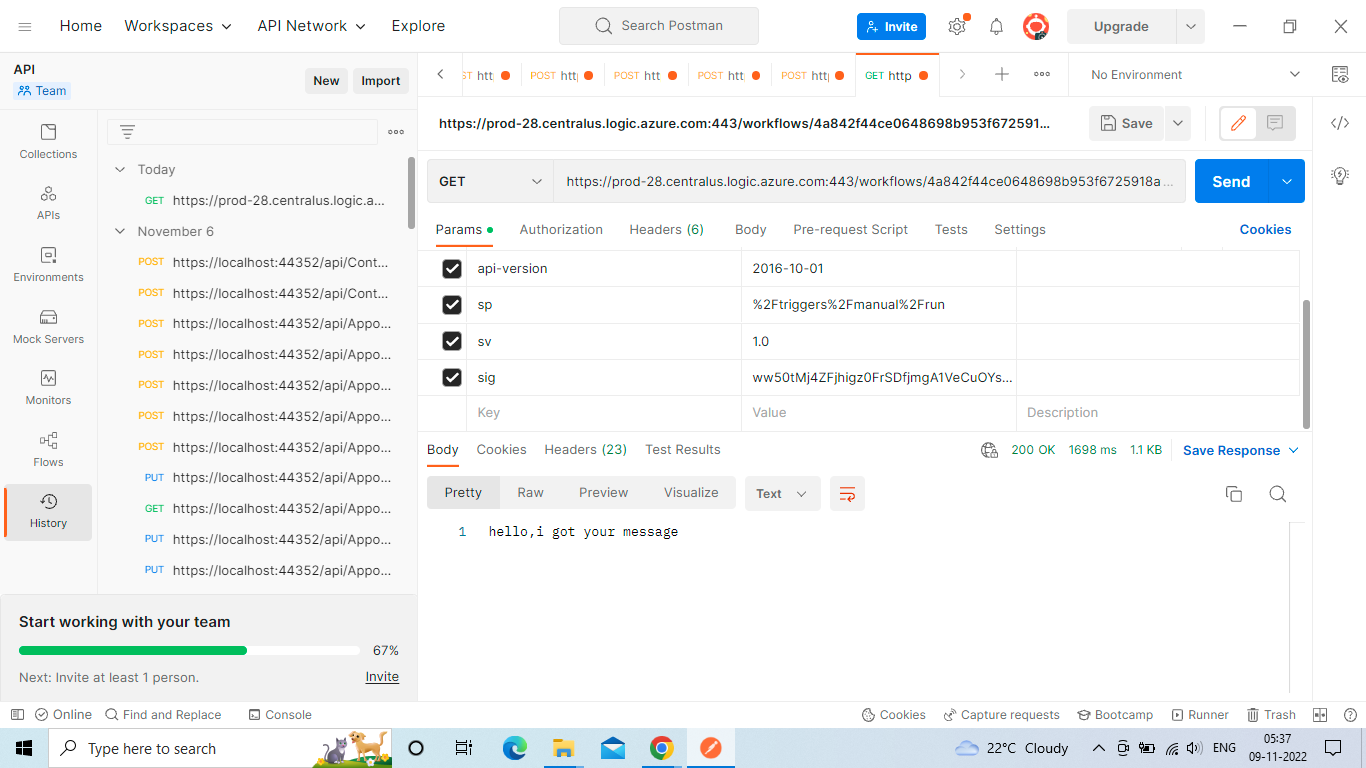 Home Workspaces API Network Explore Search Postman Invite Upgrade
API
Team
New Import
ST htt POST http POST htt POST htt POST http GET http No Environment
https://prod-28.centralus.logic.azure.com:443/workflows/4a842f44ce0648698b953f672591... Save
GET https://prod-28.centralus.logic.azure.com:443/workflows/4a842f44ce0648698b953f6725918a ... Send
Params Authorization Headers (6) Body Pre-request Script Tests Settings Cookies
api-version 2016-10-01
sp %2Ftriggers%2Fmanual%2Frun
sv 1.0
sig ww50tMj4ZFjhigz0FrSDfjmgA1VeCuOYs...
Key Value Description
Collections
APIs
Environments
Mock Servers
Monitors
Flows
History
Today
GET https://prod-28.centralus.logic.a...
November 6
POST https://localhost:44352/api/Cont...
POST https://localhost:44352/api/Cont...
POST https://localhost:44352/api/Appo...
POST https://localhost:44352/api/Appo...
POST https://localhost:44352/api/Appo...
POST https://localhost:44352/api/Appo...
POST https://localhost:44352/api/Appo...
PUT https://localhost:44352/api/Appo...
GET https://localhost:44352/api/Appo...
PUT https://localhost:44352/api/Appo...
PUT https://localhost:44352/api/Appo...
Body Cookies Headers (23) Test Results 200 OK 1698 ms 1.1 KB Save Response
Pretty Raw Preview Visualize Text
1 hello,i got your message
Start working with your team
67%
Next: Invite at least 1 person. Invite
Online Find and Replace Console Cookies Capture requests Bootcamp Runner Trash
Type here to search 22°C Cloudy ENG 05:37
09-11-2022